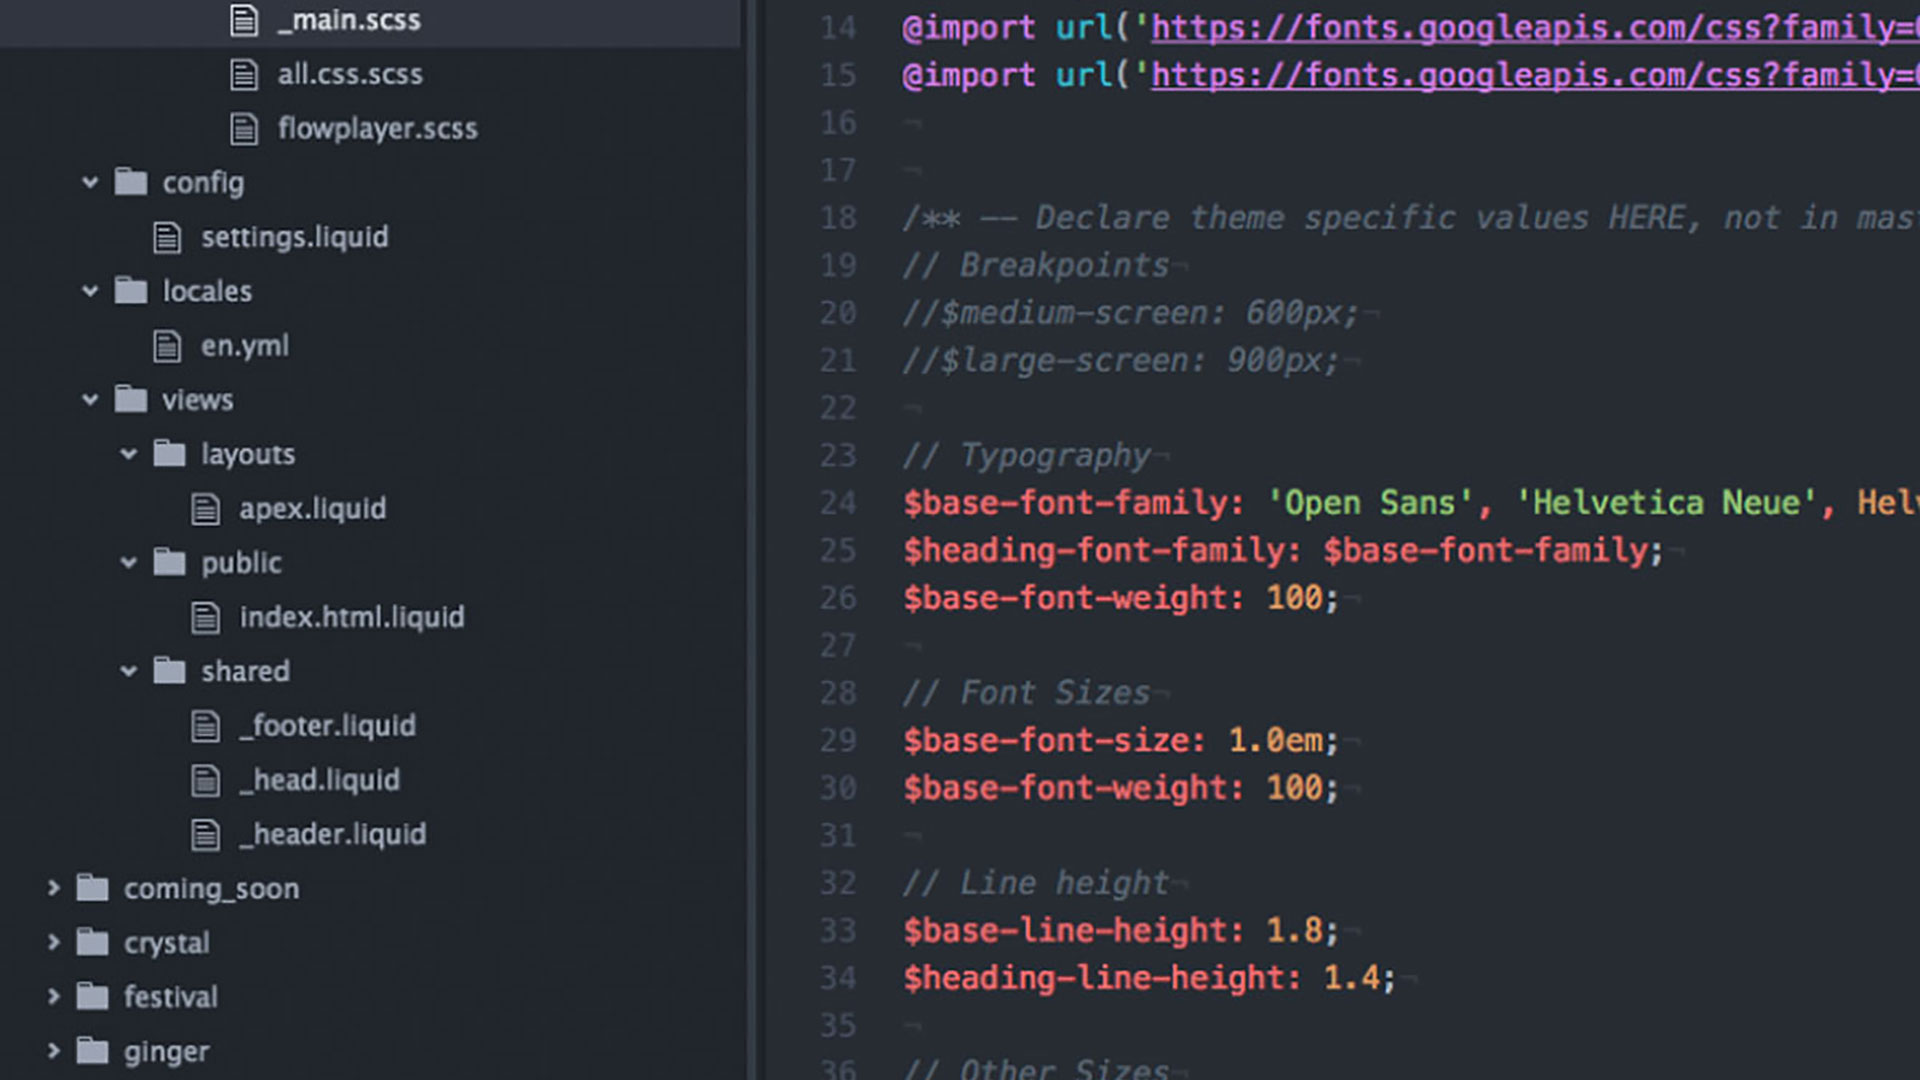 _main.scss
all.css.scss
flowplayer.scss
config
settings.liquid
locales
en.yml
views
layouts
apex.liquid
public
index.html.liquid
shared
_footer.liquid
_head.liquid
_header.liquid
coming_soon
crystal
festival
ginger
14 @import url('https://fonts.googleapis.com/css?family=
15 @import url('https://fonts.googleapis.com/css?family=
16 ¬
17 ¬
18 /** —— Declare theme specific values HERE, not in mas
19 // Breakpoints¬
20 //$medium-screen: 600px;¬
21 //$large-screen: 900px;¬
22 ¬
23 // Typography¬
24 $base-font-family: 'Open Sans', 'Helvetica Neue', Helv
25 $heading-font-family: $base-font-family;¬
26 $base-font-weight: 100;¬
27 ¬
28 // Font Sizes¬
29 $base-font-size: 1.0em;¬
30 $base-font-weight: 100;¬
31 ¬
32 // Line height¬
33 $base-line-height: 1.8;¬
34 $heading-line-height: 1.4;¬
35 ¬
36 // Other Sizes¬